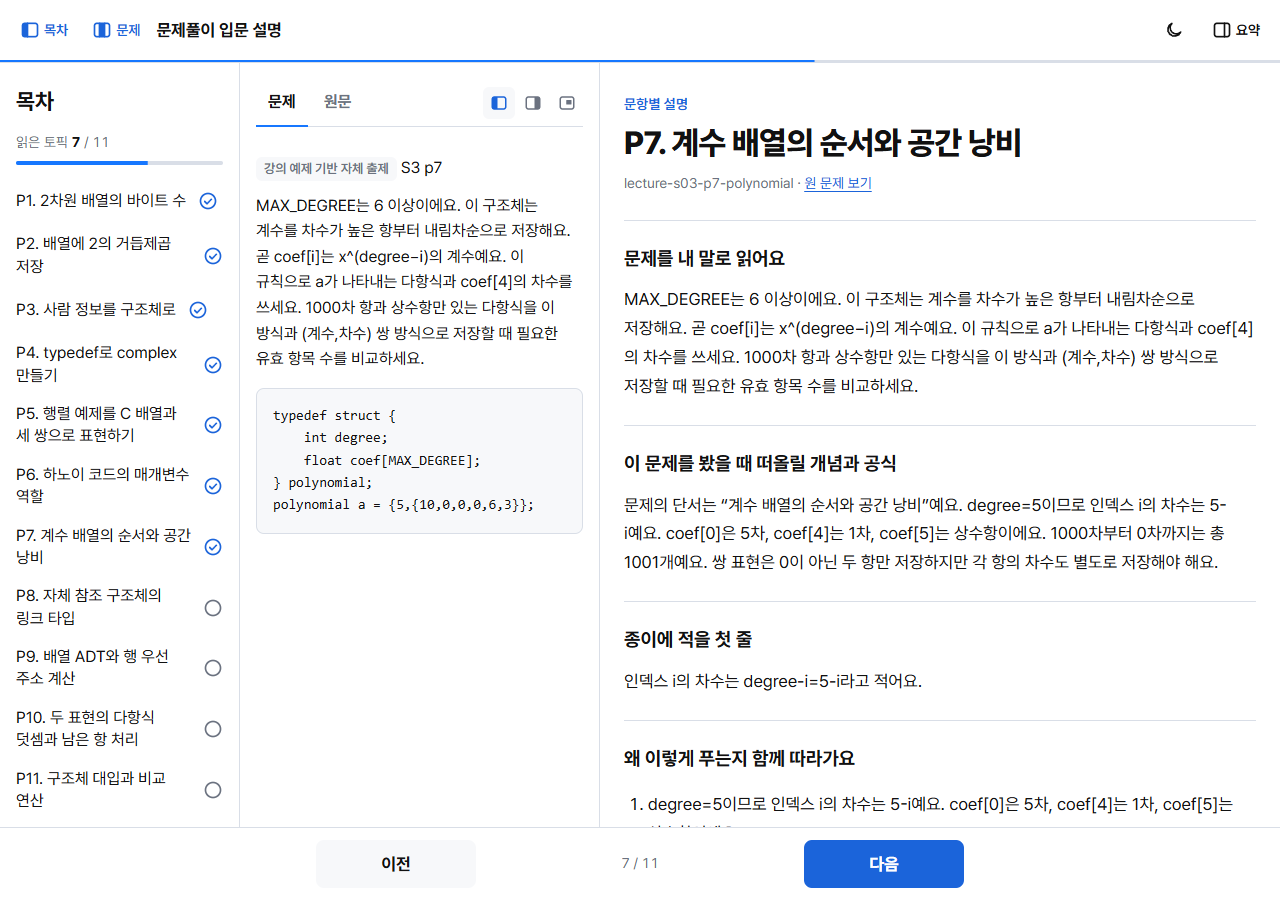 목차
문제
문제풀이 입문 설명
요약
목차
읽은 토픽 7 / 11
P1. 2차원 배열의 바이트 수
P2. 배열에 2의 거듭제곱
저장
P3. 사람 정보를 구조체로
P4. typedef로 complex
만들기
P5. 행렬 예제를 C 배열과
세 쌍으로 표현하기
P6. 하노이 코드의 매개변수
역할
P7. 계수 배열의 순서와 공간
낭비
P8. 자체 참조 구조체의
링크 타입
P9. 배열 ADT와 행 우선
주소 계산
P10. 두 표현의 다항식
덧셈과 남은 항 처리
P11. 구조체 대입과 비교
연산
문제
원문
강의 예제 기반 자체 출제 S3 p7
MAX_DEGREE는 6 이상이에요. 이 구조체는
계수를 차수가 높은 항부터 내림차순으로 저장해요.
곧 coef[i]는 x^(degree−i)의 계수예요. 이
규칙으로 a가 나타내는 다항식과 coef[4]의 차수를
쓰세요. 1000차 항과 상수항만 있는 다항식을 이
방식과 (계수,차수) 쌍 방식으로 저장할 때 필요한
유효 항목 수를 비교하세요.
typedef struct {
    int degree;
    float coef[MAX_DEGREE];
} polynomial;
polynomial a = {5,{10,0,0,0,6,3}};
문항별 설명
P7. 계수 배열의 순서와 공간 낭비
lecture-s03-p7-polynomial · 원 문제 보기
문제를 내 말로 읽어요
MAX_DEGREE는 6 이상이에요. 이 구조체는 계수를 차수가 높은 항부터 내림차순으로
저장해요. 곧 coef[i]는 x^(degree−i)의 계수예요. 이 규칙으로 a가 나타내는 다항식과 coef[4]
의 차수를 쓰세요. 1000차 항과 상수항만 있는 다항식을 이 방식과 (계수,차수) 쌍 방식으로
저장할 때 필요한 유효 항목 수를 비교하세요.
이 문제를 봤을 때 떠올릴 개념과 공식
문제의 단서는 “계수 배열의 순서와 공간 낭비”예요. degree=5이므로 인덱스 i의 차수는 5-
i예요. coef[0]은 5차, coef[4]는 1차, coef[5]는 상수항이에요. 1000차부터 0차까지는 총
1001개예요. 쌍 표현은 0이 아닌 두 항만 저장하지만 각 항의 차수도 별도로 저장해야 해요.
종이에 적을 첫 줄
인덱스 i의 차수는 degree-i=5-i라고 적어요.
왜 이렇게 푸는지 함께 따라가요
1. degree=5이므로 인덱스 i의 차수는 5-i예요. coef[0]은 5차, coef[4]는 1차, coef[5]는
이전
7 / 11
다음